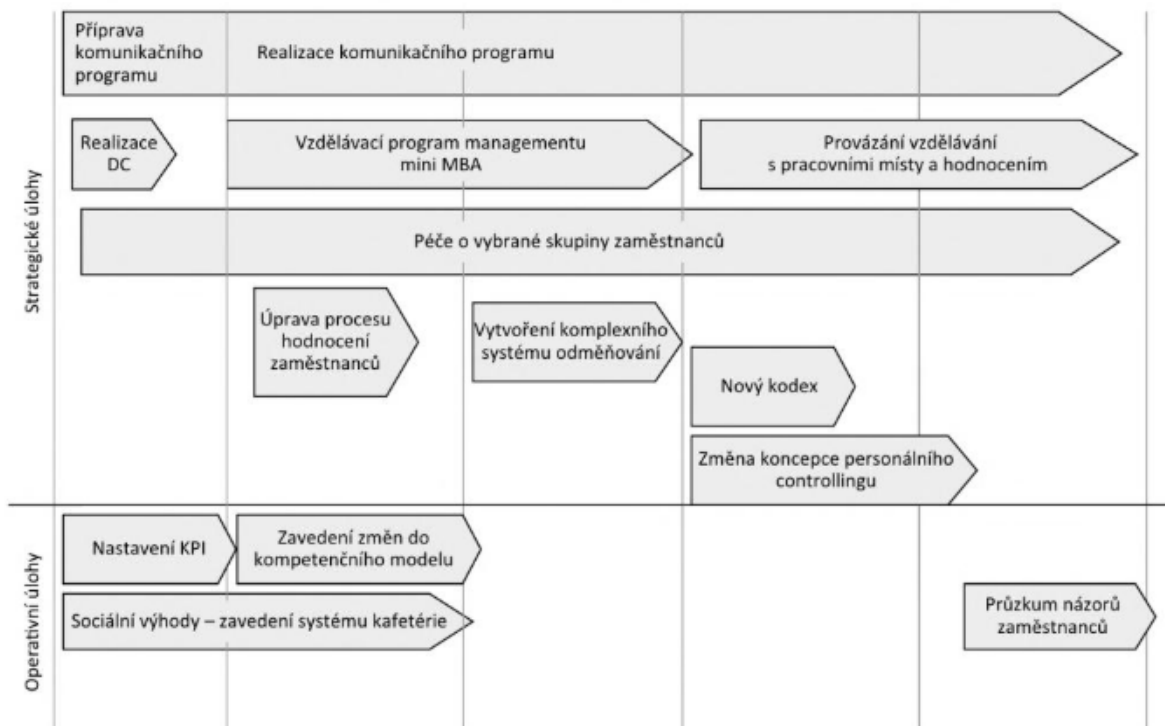 Příprava
komunikačního
programu
Realizace komunikačního programu
Realizace
DC
Vzdělávací program managementu
mini MBA
Provázání vzdělávání
s pracovními místy a hodnocením
Péče o vybrané skupiny zaměstnanců
Úprava procesu
hodnocení
zaměstnanců
Vytvoření komplexního
systému odměňování
Nový kodex
Změna koncepce personálního
controllingu
Strategické úlohy
Nastavení KPI
Zavedení změn do
kompetenčního modelu
Sociální výhody – zavedení systému kafetérie
Průzkum názorů
zaměstnanců
Operativní úlohy